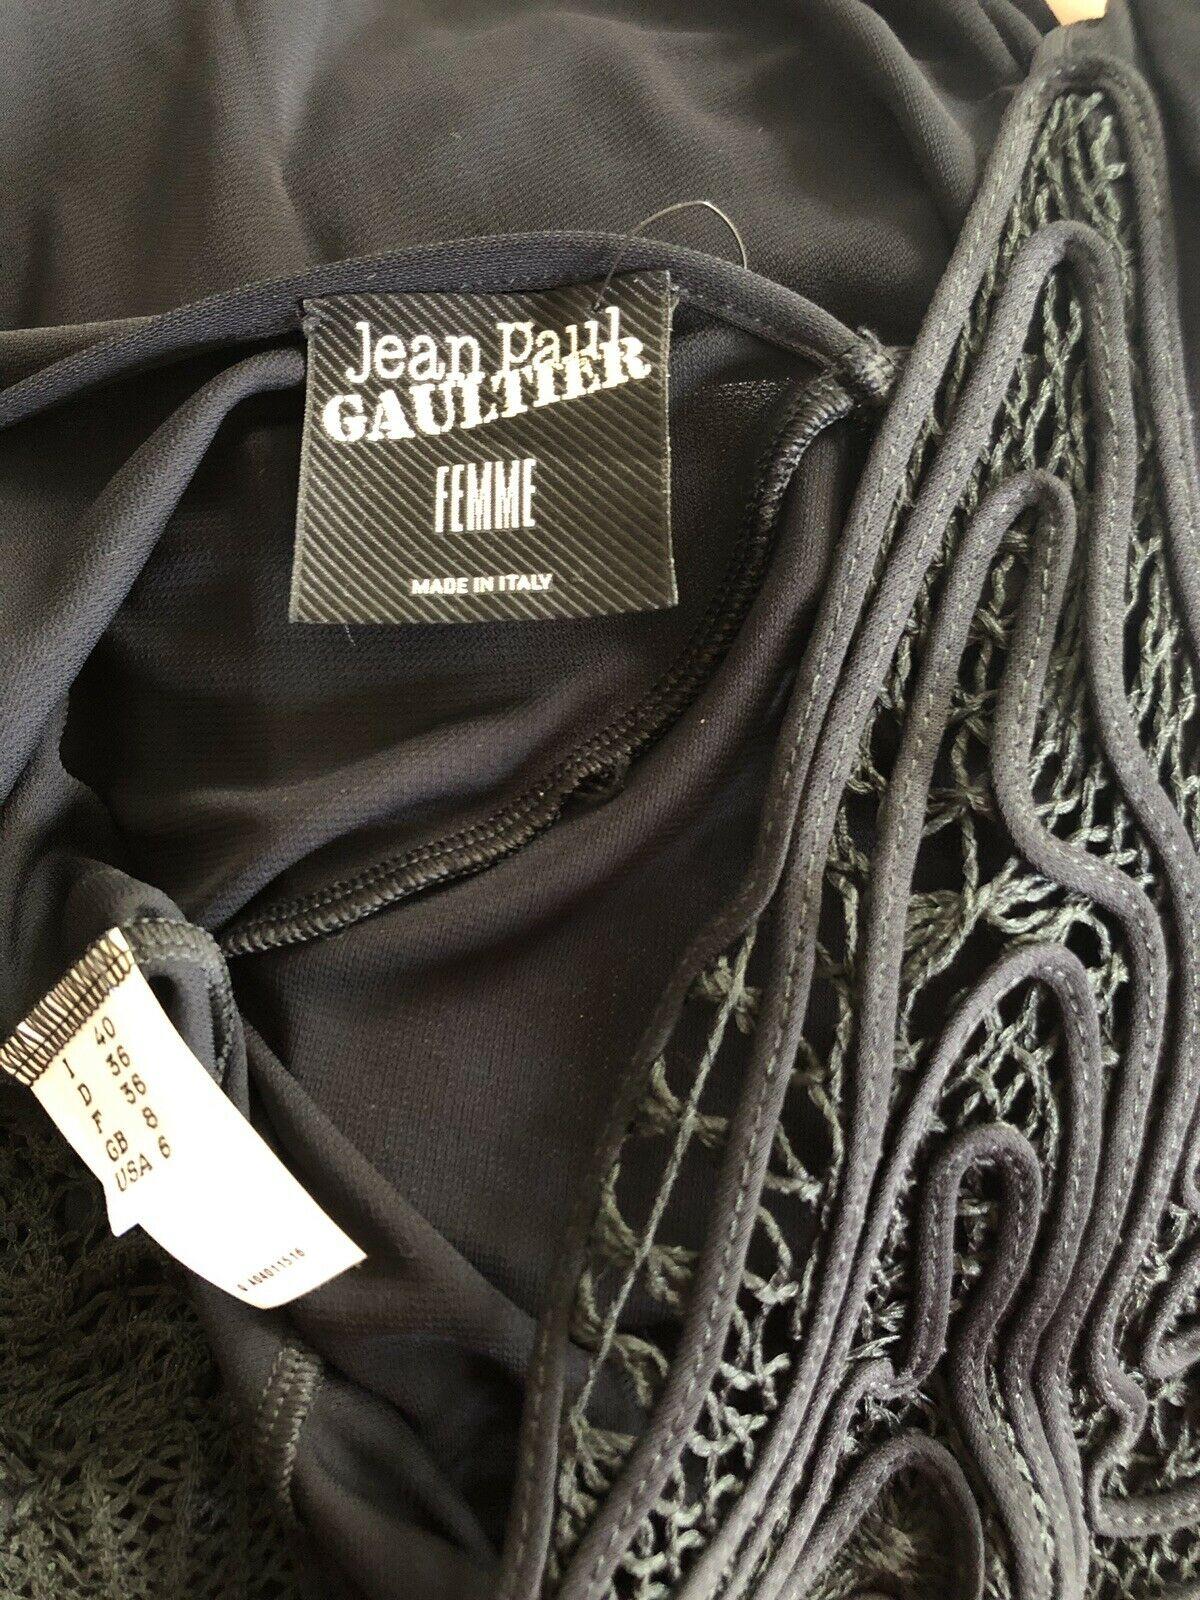 Jean Paul
GAULTIER
FEMME
MADE IN ITALY
I 40
D 36
F 36
GB 8
USA 6